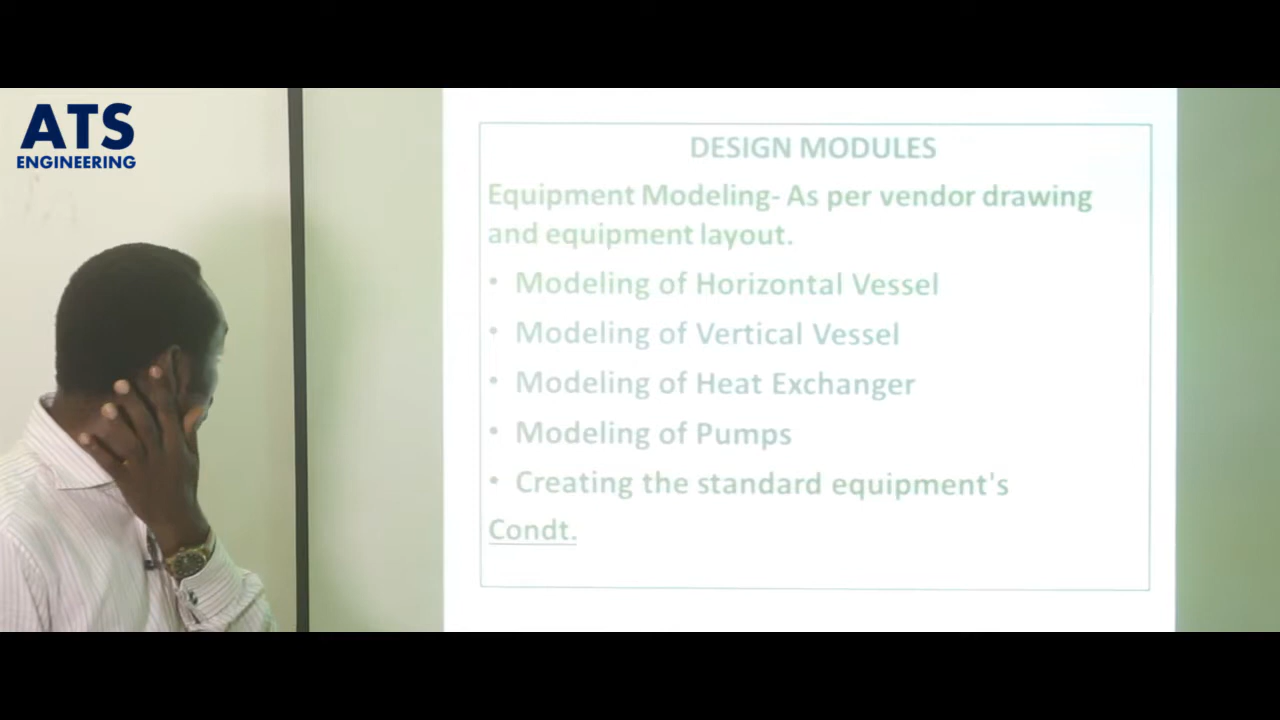 ATS
ENGINEERING
DESIGN MODULES
Equipment Modeling- As per vendor drawing
and equipment layout.
• Modeling of Horizontal Vessel
• Modeling of Vertical Vessel
• Modeling of Heat Exchanger
• Modeling of Pumps
• Creating the standard equipment's
Condt.